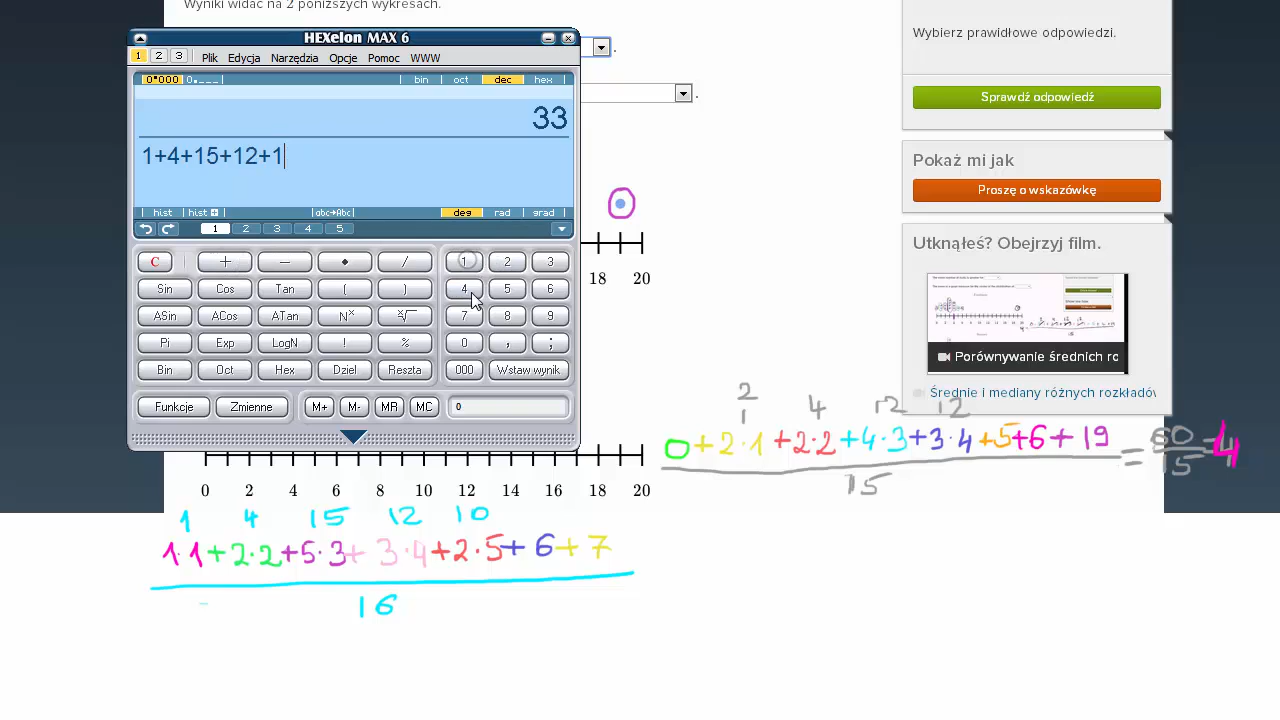 Wyniki widać na 2 poniższych wykresach.
HEXelon MAX 6
1 2 3 Plik Edycja Narzędzia Opcje Pomoc WWW
0*000 0,___ bin oct dec hex
33
1+4+15+12+1
hist hist abc→Abc deg rad grad
1 2 3 4 5
C + − • / 1 2 3
Sin Cos Tan ( ) 4 5 6
ASin ACos ATan N^x x√ 7 8 9
Pi Exp LogN ! % 0 , ;
Bin Oct Hex Dziel Reszta 000 Wstaw wynik
Funkcje Zmienne M+ M- MR MC 0
.
.
18 20
Wybierz prawidłowe odpowiedzi.
Sprawdź odpowiedź
Pokaż mi jak
Proszę o wskazówkę
Utknąłeś? Obejrzyj film.
Porównywanie średnich ro
Średnie i mediany różnych rozkładów
2 4 12 12
0+2·1+2·2+4·3+3·4+5+6+19 = 60/15 = 4
15
0 2 4 6 8 10 12 14 16 18 20
1 4 15 12 10
1·1+2·2+5·3+3·4+2·5+6+7
16